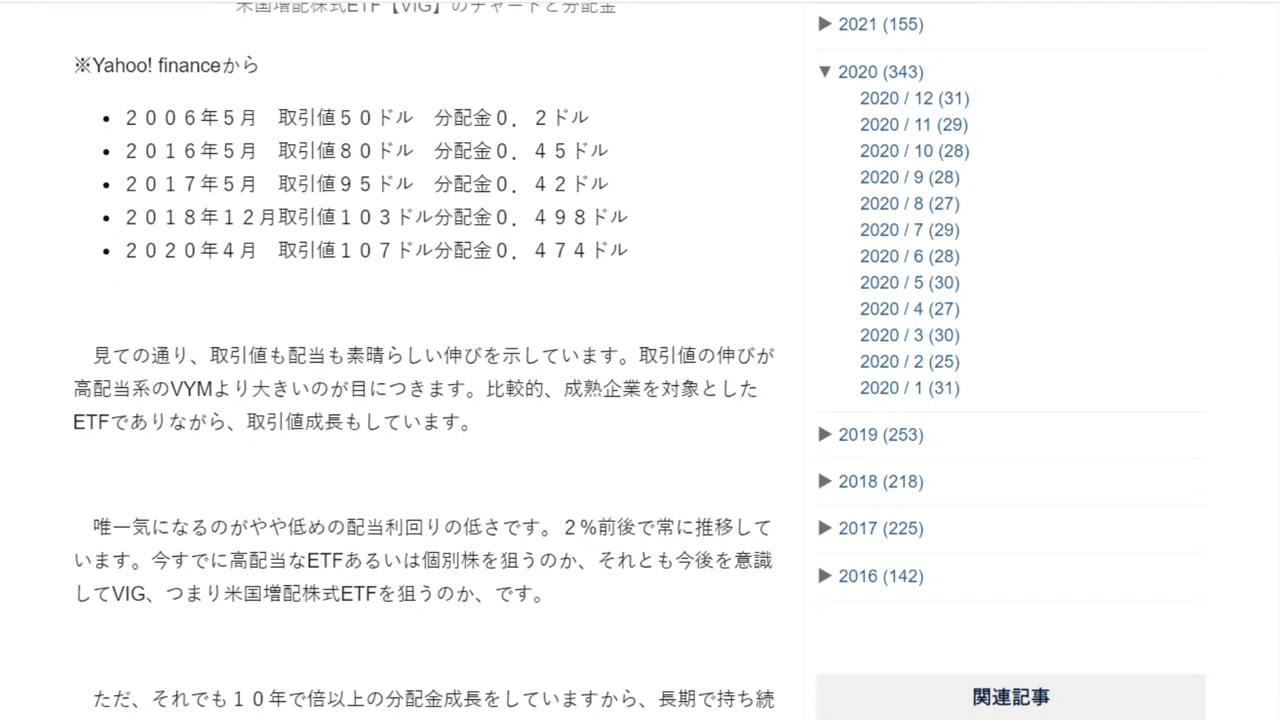 米国増配株式ETF【VIG】のチャートと分配金
※Yahoo! financeから
２００６年５月　取引値５０ドル　分配金０．２ドル
２０１６年５月　取引値８０ドル　分配金０．４５ドル
２０１７年５月　取引値９５ドル　分配金０．４２ドル
２０１８年１２月取引値１０３ドル分配金０．４９８ドル
２０２０年４月　取引値１０７ドル分配金０．４７４ドル
見ての通り、取引値も配当も素晴らしい伸びを示しています。取引値の伸びが
高配当系のVYMより大きいのが目につきます。比較的、成熟企業を対象とした
ETFでありながら、取引値成長もしています。
唯一気になるのがやや低めの配当利回りの低さです。２%前後で常に推移して
います。今すでに高配当なETFあるいは個別株を狙うのか、それとも今後を意識
してVIG、つまり米国増配株式ETFを狙うのか、です。
ただ、それでも１０年で倍以上の分配金成長をしていますから、長期で持ち続
▶ 2021 (155)
▼ 2020 (343)
2020 / 12 (31)
2020 / 11 (29)
2020 / 10 (28)
2020 / 9 (28)
2020 / 8 (27)
2020 / 7 (29)
2020 / 6 (28)
2020 / 5 (30)
2020 / 4 (27)
2020 / 3 (30)
2020 / 2 (25)
2020 / 1 (31)
▶ 2019 (253)
▶ 2018 (218)
▶ 2017 (225)
▶ 2016 (142)
関連記事